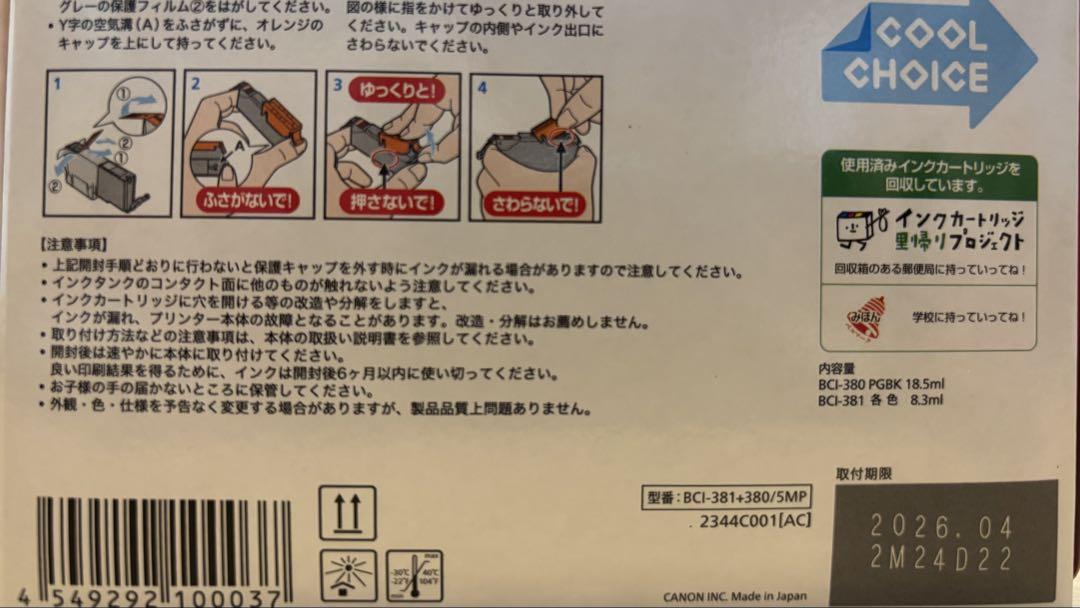 グレーの保護フィルム②をはがしてください。
・Y字の空気溝(A)をふさがずに、オレンジの
キャップを上にして持ってください。
図の様に指をかけてゆっくりと取り外して
ください。キャップの内側やインク出口に
さわらないでください。
1
①
②
①
②
2
A
ふさがないで!
3
ゆっくりと!
押さないで!
4
さわらないで!
【注意事項】
・上記開封手順どおりに行わないと保護キャップを外す時にインクが漏れる場合がありますので注意してください。
・インクタンクのコンタクト面に他のものが触れないよう注意してください。
・インクカートリッジに穴を開ける等の改造や分解をしますと、
インクが漏れ、プリンター本体の故障となることがあります。改造・分解はお薦めしません。
・取り付け方法などの注意事項は、本体の取扱い説明書を参照してください。
・開封後は速やかに本体に取り付けてください。
良い印刷結果を得るために、インクは開封後6ヶ月以内に使い切ってください。
・お子様の手の届かないところに保管してください。
・外観・色・仕様を予告なく変更する場合がありますが、製品品質上問題ありません。
COOL
CHOICE
使用済みインクカートリッジを
回収しています。
インクカートリッジ
里帰りプロジェクト
回収箱のある郵便局に持っていってね!
みほん
ベルマーク
学校に持っていってね!
内容量
BCI-380 PGBK 18.5ml
BCI-381 各色 8.3ml
4 549292 100037
max
-30℃
-22°F
40℃
104°F
min
型番:BCI-381+380/5MP
2344C001[AC]
CANON INC. Made in Japan
取付期限
2026.04
2M24D22